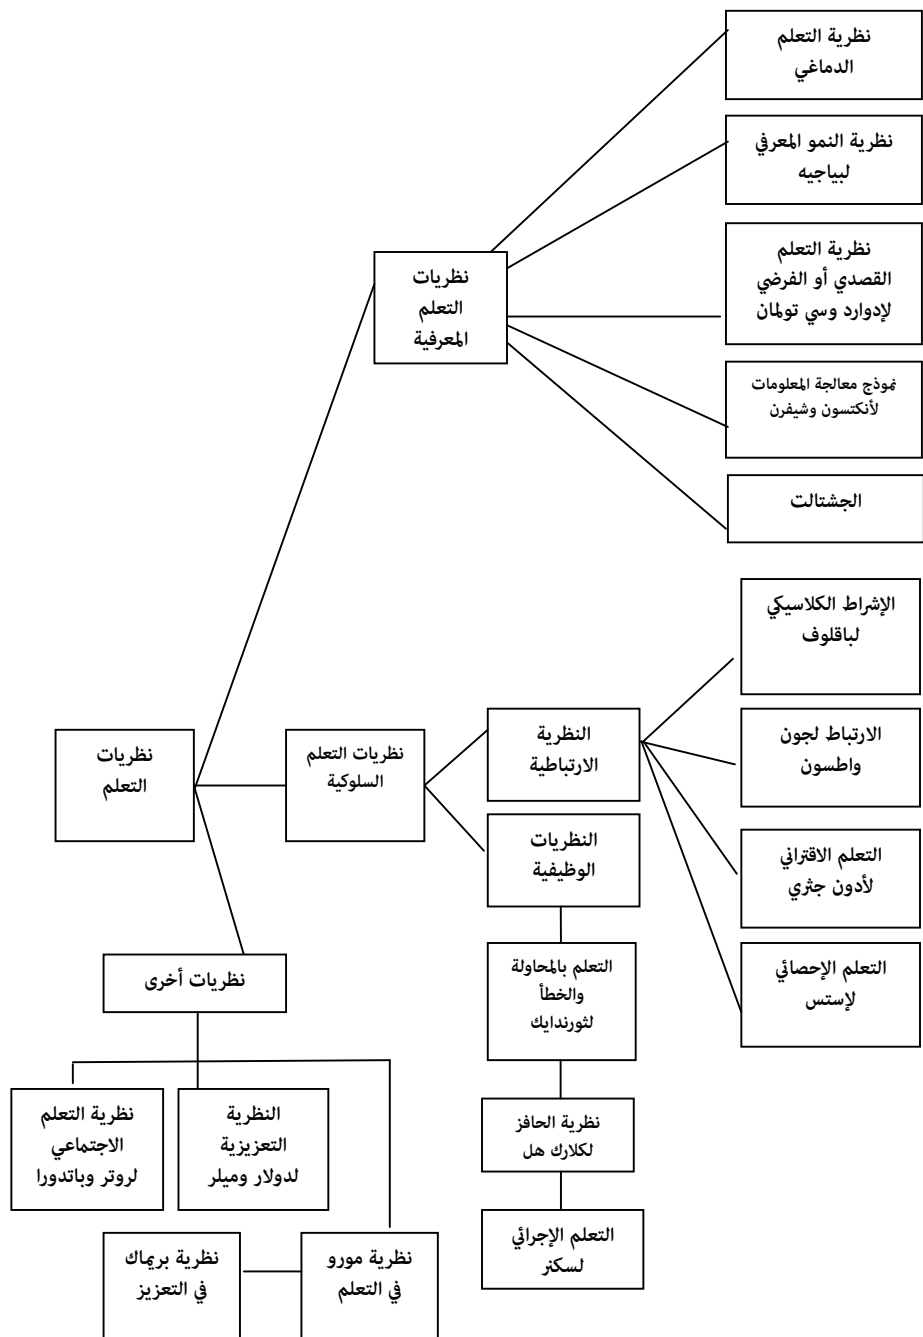 نظرية التعلم
الدماغي
نظرية النمو المعرفي
لبياجيه
نظرية التعلم
القصدي أو الفرضي
لإدوارد وسي تولمان
نظريات
التعلم
المعرفية
نموذج معالجة المعلومات
لأنكتسون وشيفرن
الجشتالت
الإشراط الكلاسيكي
لباقلوف
النظرية
الارتباطية
الارتباط لجون
واطسون
نظريات التعلم
السلوكية
نظريات
التعلم
النظريات
الوظيفية
التعلم الاقتراني
لأدون جثري
التعلم الإحصائي
لإستس
التعلم بالمحاولة
والخطأ
لثورندايك
نظريات أخرى
نظرية الحافز
لكلارك هل
النظرية
التعزيزية
لدولار وميلر
نظرية التعلم
الاجتماعي
لروتر وباتدورا
التعلم الإجرائي
لسكنر
نظرية مورو
في التعلم
نظرية بريماك
في التعزيز